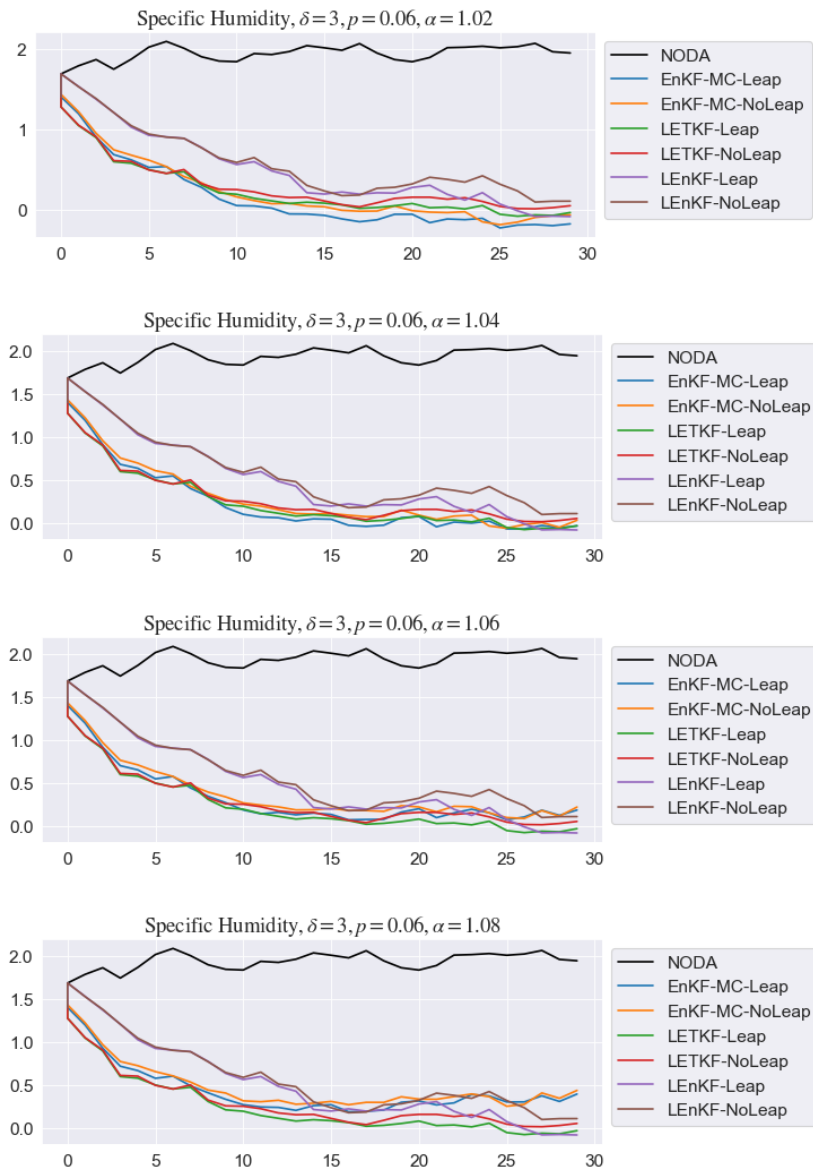 Specific Humidity, δ = 3, p = 0.06, α = 1.02
2
1
0
0 5 10 15 20 25 30
NODA
EnKF-MC-Leap
EnKF-MC-NoLeap
LETKF-Leap
LETKF-NoLeap
LEnKF-Leap
LEnKF-NoLeap
Specific Humidity, δ = 3, p = 0.06, α = 1.04
2.0
1.5
1.0
0.5
0.0
0 5 10 15 20 25 30
NODA
EnKF-MC-Leap
EnKF-MC-NoLeap
LETKF-Leap
LETKF-NoLeap
LEnKF-Leap
LEnKF-NoLeap
Specific Humidity, δ = 3, p = 0.06, α = 1.06
2.0
1.5
1.0
0.5
0.0
0 5 10 15 20 25 30
NODA
EnKF-MC-Leap
EnKF-MC-NoLeap
LETKF-Leap
LETKF-NoLeap
LEnKF-Leap
LEnKF-NoLeap
Specific Humidity, δ = 3, p = 0.06, α = 1.08
2.0
1.5
1.0
0.5
0.0
0 5 10 15 20 25 30
NODA
EnKF-MC-Leap
EnKF-MC-NoLeap
LETKF-Leap
LETKF-NoLeap
LEnKF-Leap
LEnKF-NoLeap